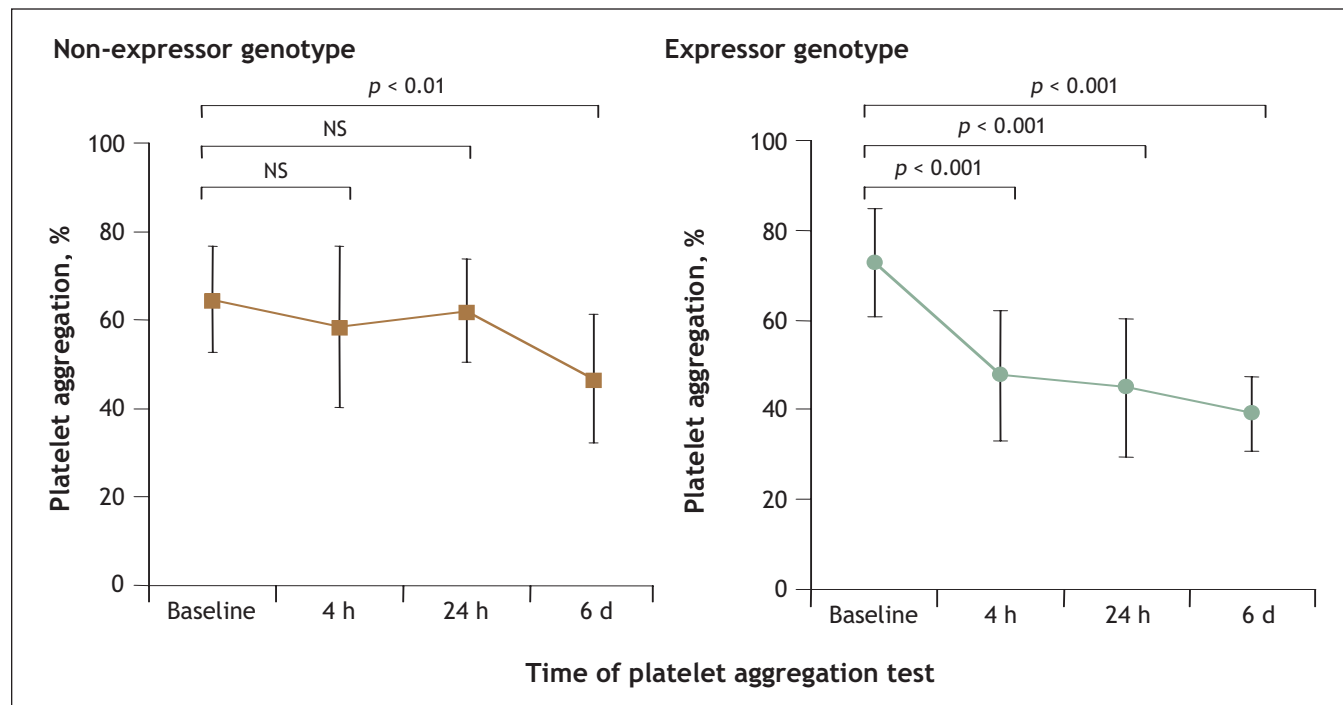 Non-expressor genotype
p < 0.01
NS
NS
100
80
60
40
20
0
Platelet aggregation, %
Baseline 4 h 24 h 6 d
Expressor genotype
p < 0.001
p < 0.001
p < 0.001
100
80
60
40
20
0
Platelet aggregation, %
Baseline 4 h 24 h 6 d
Time of platelet aggregation test